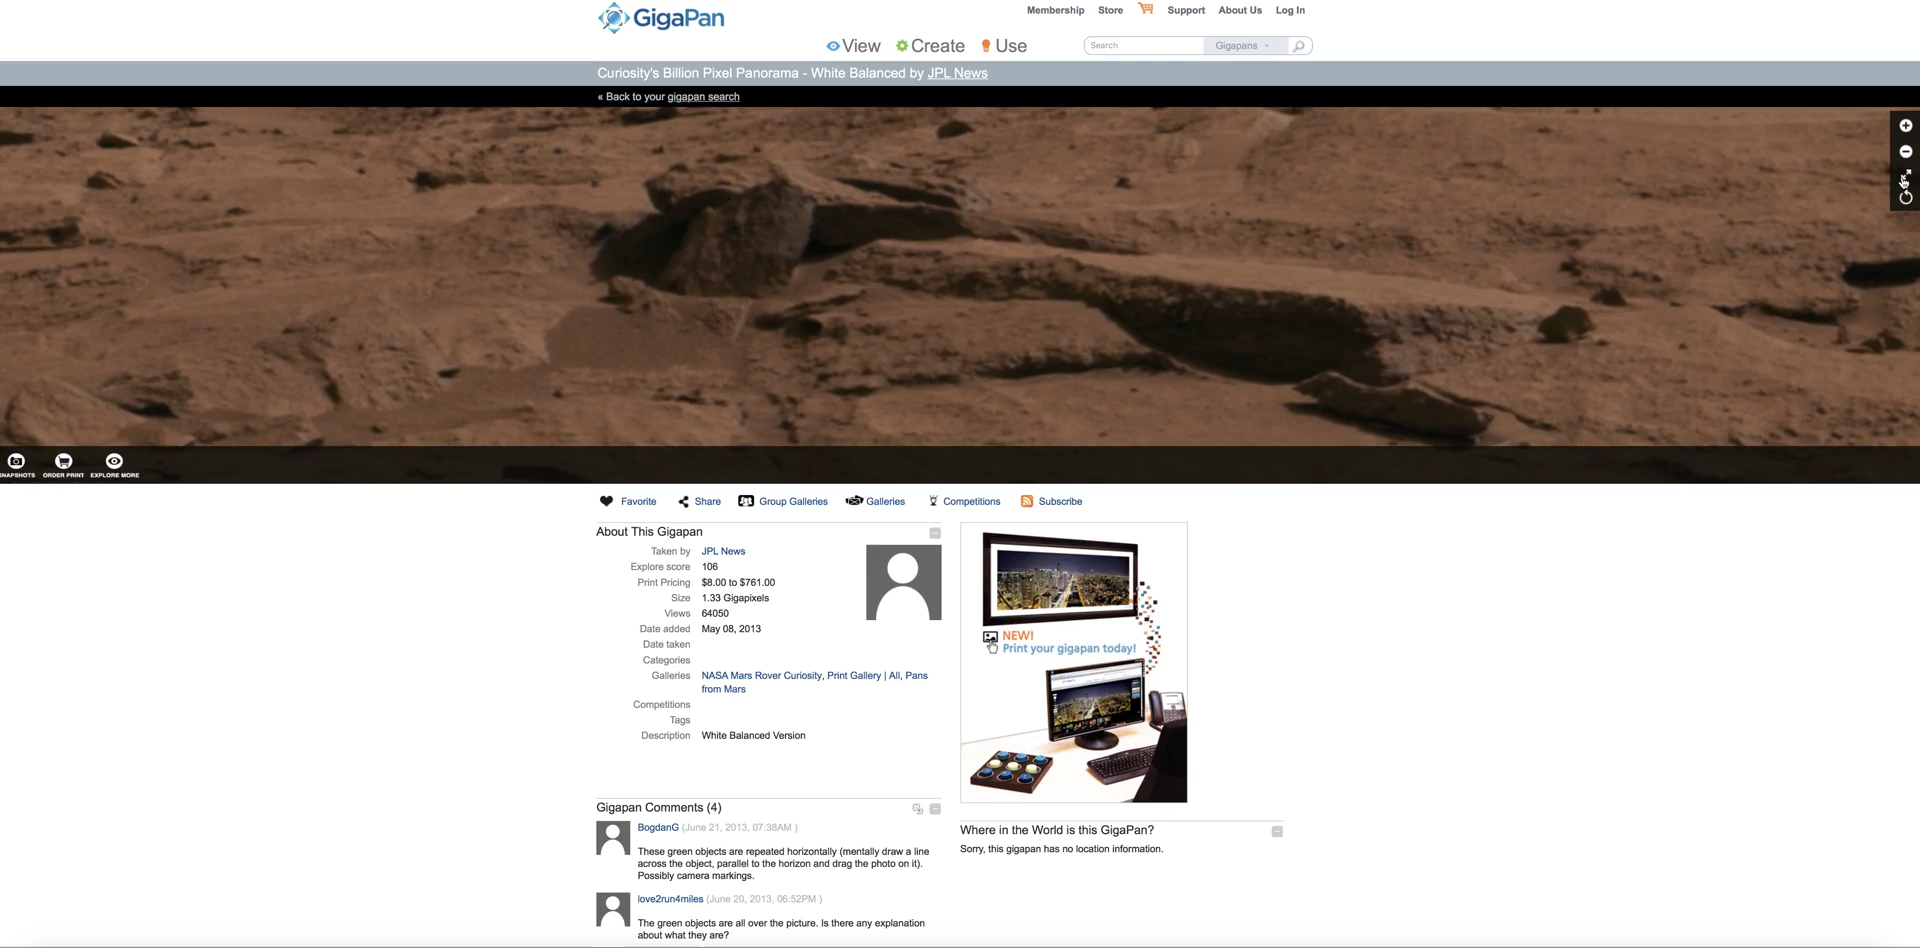 GigaPan
Membership Store Support About Us Log In
View Create Use
Search Gigapans
Curiosity's Billion Pixel Panorama - White Balanced by JPL News
« Back to your gigapan search
SNAPSHOTS ORDER PRINT EXPLORE MORE
Favorite Share Group Galleries Galleries Competitions Subscribe
About This Gigapan
Taken by JPL News
Explore score 106
Print Pricing $8.00 to $761.00
Size 1.33 Gigapixels
Views 64050
Date added May 08, 2013
Date taken
Categories
Galleries NASA Mars Rover Curiosity, Print Gallery | All, Pans
from Mars
Competitions
Tags
Description White Balanced Version
NEW!
Print your gigapan today!
Gigapan Comments (4)
BogdanG (June 21, 2013, 07:38AM )
These green objects are repeated horizontally (mentally draw a line
across the object, parallel to the horizon and drag the photo on it).
Possibly camera markings.
love2run4miles (June 20, 2013, 06:52PM )
The green objects are all over the picture. Is there any explanation
about what they are?
Where in the World is this GigaPan?
Sorry, this gigapan has no location information.